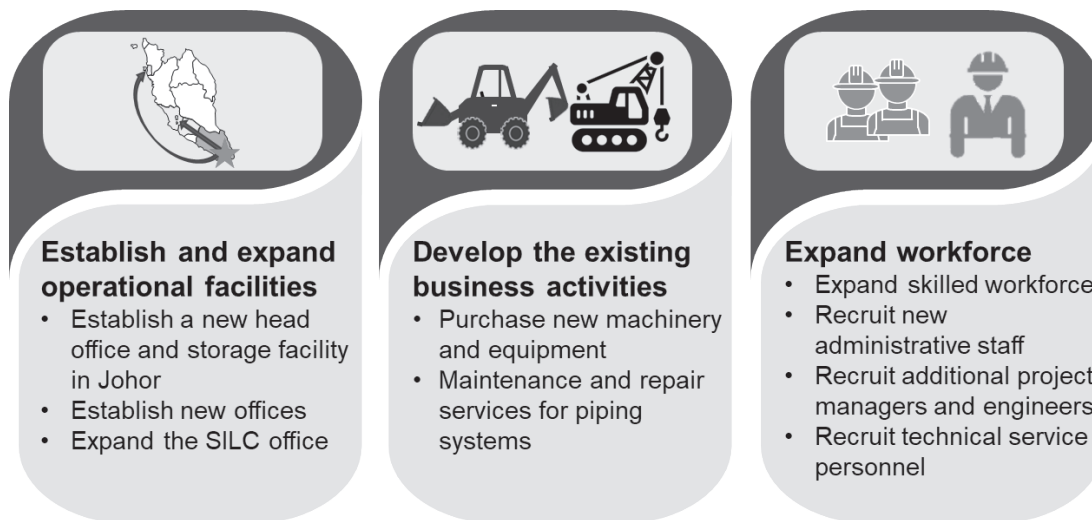 Establish and expand
operational facilities
• Establish a new head
office and storage facility
in Johor
• Establish new offices
• Expand the SILC office
Develop the existing
business activities
• Purchase new machinery
and equipment
• Maintenance and repair
services for piping
systems
Expand workforce
• Expand skilled workforce
• Recruit new
administrative staff
• Recruit additional project
managers and engineers
• Recruit technical service
personnel